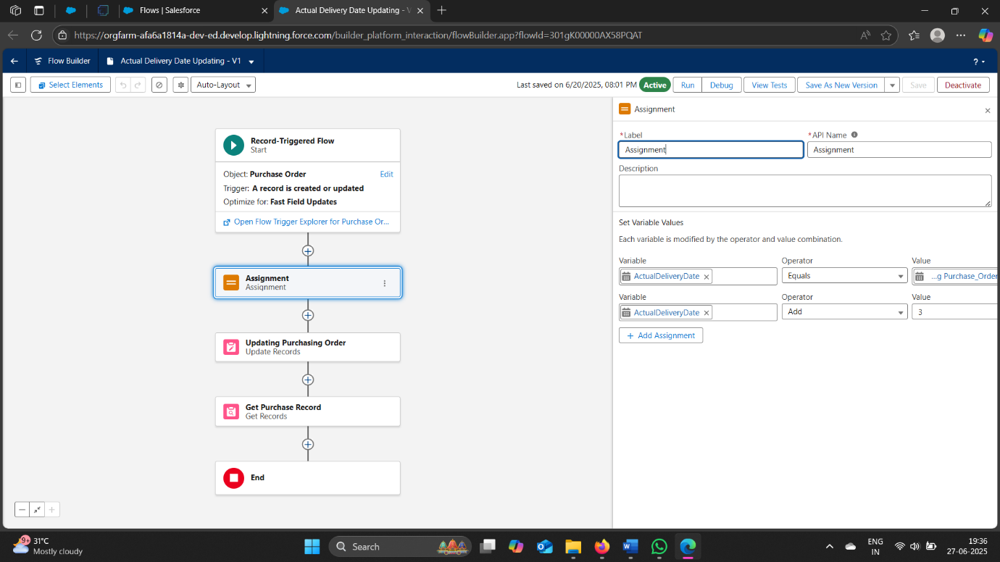 Flows | Salesforce
Actual Delivery Date Updating - V
https://orgfarm-afa6a1814a-dev-ed.develop.lightning.force.com/builder_platform_interaction/flowBuilder.app?flowId=301gK00000AX58PQAT
Flow Builder
Actual Delivery Date Updating - V1
?
Select Elements
Auto-Layout
Last saved on 6/20/2025, 08:01 PM
Active
Run
Debug
View Tests
Save As New Version
Save
Deactivate
Record-Triggered Flow
Start
Object: Purchase Order
Edit
Trigger: A record is created or updated
Optimize for: Fast Field Updates
Open Flow Trigger Explorer for Purchase Or...
Assignment
Assignment
Updating Purchasing Order
Update Records
Get Purchase Record
Get Records
End
Assignment
*Label
*API Name
Assignment
Assignment
Description
Set Variable Values
Each variable is modified by the operator and value combination.
Variable
Operator
Value
ActualDeliveryDate
Equals
...g Purchase_Order
Variable
Operator
Value
ActualDeliveryDate
Add
3
+ Add Assignment
9+
31°C
Mostly cloudy
Search
ENG
IN
19:36
27-06-2025